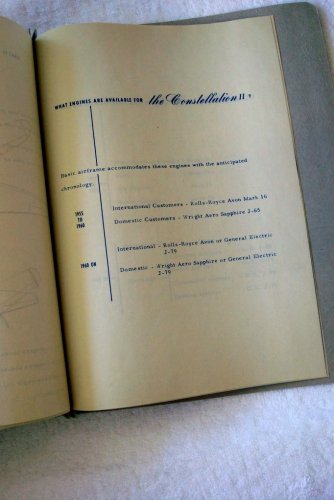 WHAT ENGINES ARE AVAILABLE FOR the Constellation II ?
Basic airframe accommodates these engines with the anticipated
chronology.
1955
TO
1960
International Customers - Rolls-Royce Avon Mark 16
Domestic Customers - Wright Aero Sapphire J-65
1960 ON
International - Rolls-Royce Avon or General Electric
J-79
Domestic - Wright Aero Sapphire or General Electric
J-79